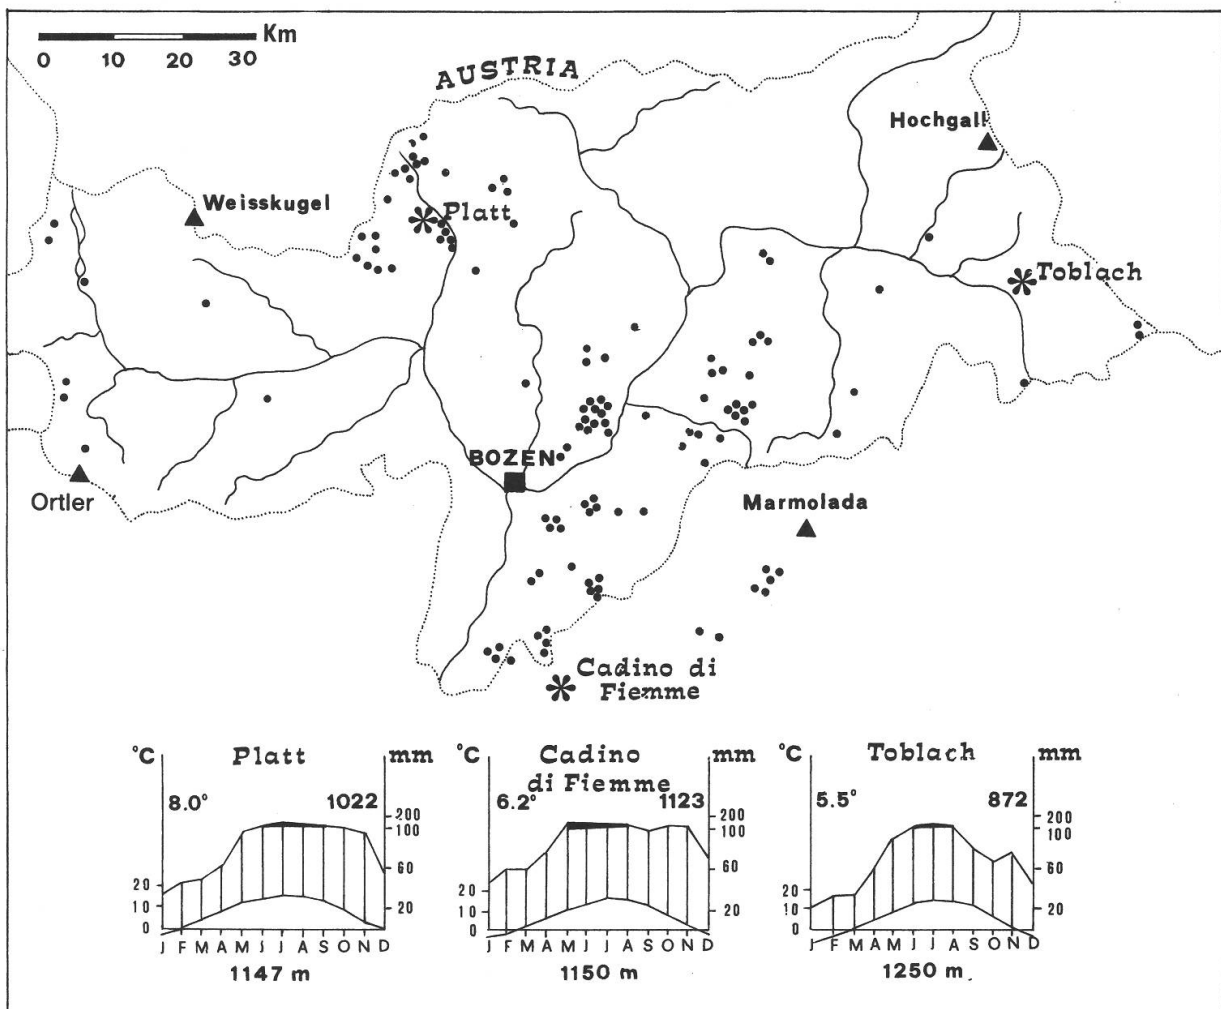 Km
0 10 20 30
AUSTRIA
Hochgall
Weisskugel
Platt
Toblach
BOZEN
Ortler
Marmolada
Cadino di
Fiemme
°C Platt mm
8.0° 1022
200
100
60
20
20
10
0
J F M A M J J A S O N D
1147 m
°C Cadino mm
di Fiemme
6.2° 1123
200
100
60
20
20
10
0
J F M A M J J A S O N D
1150 m
°C Toblach mm
5.5° 872
200
100
60
20
20
10
0
J F M A M J J A S O N D
1250 m